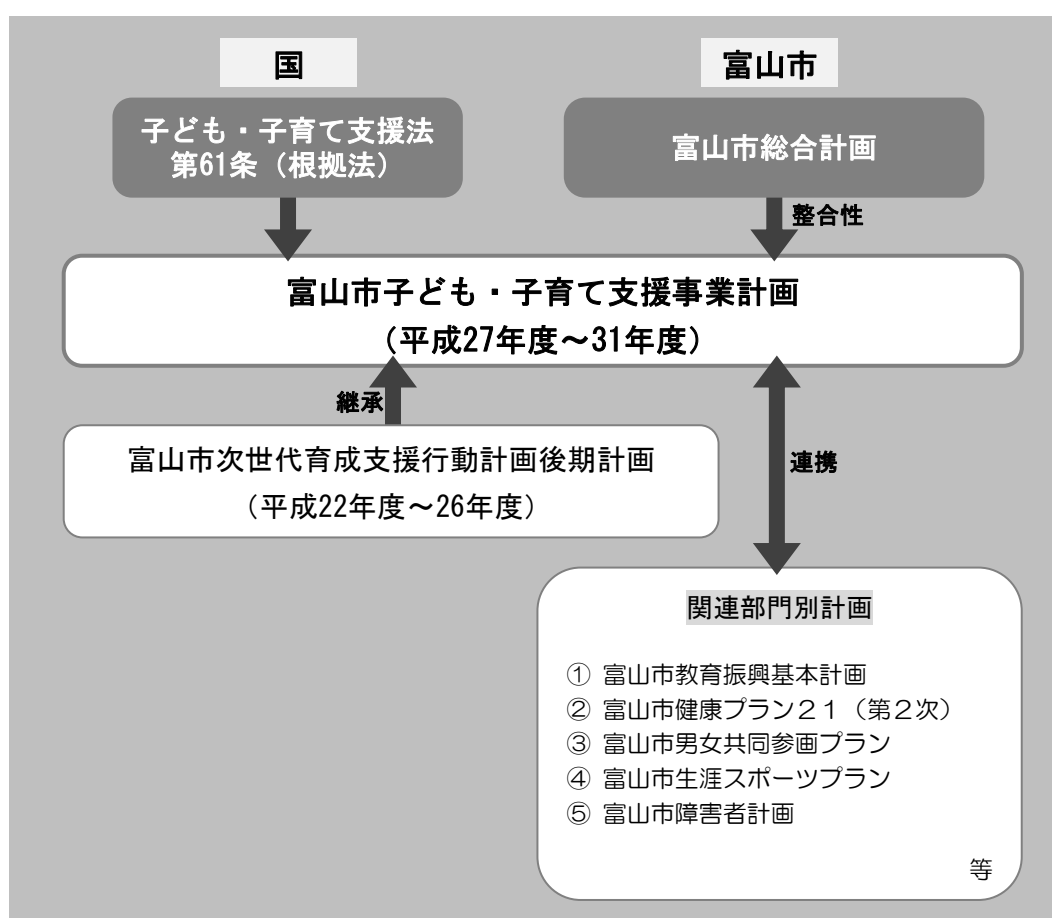 国
富山市
子ども・子育て支援法
第61条（根拠法）
富山市総合計画
整合性
富山市子ども・子育て支援事業計画
（平成27年度～31年度）
継承
富山市次世代育成支援行動計画後期計画
（平成22年度～26年度）
連携
関連部門別計画
① 富山市教育振興基本計画
② 富山市健康プラン２１（第２次）
③ 富山市男女共同参画プラン
④ 富山市生涯スポーツプラン
⑤ 富山市障害者計画
等